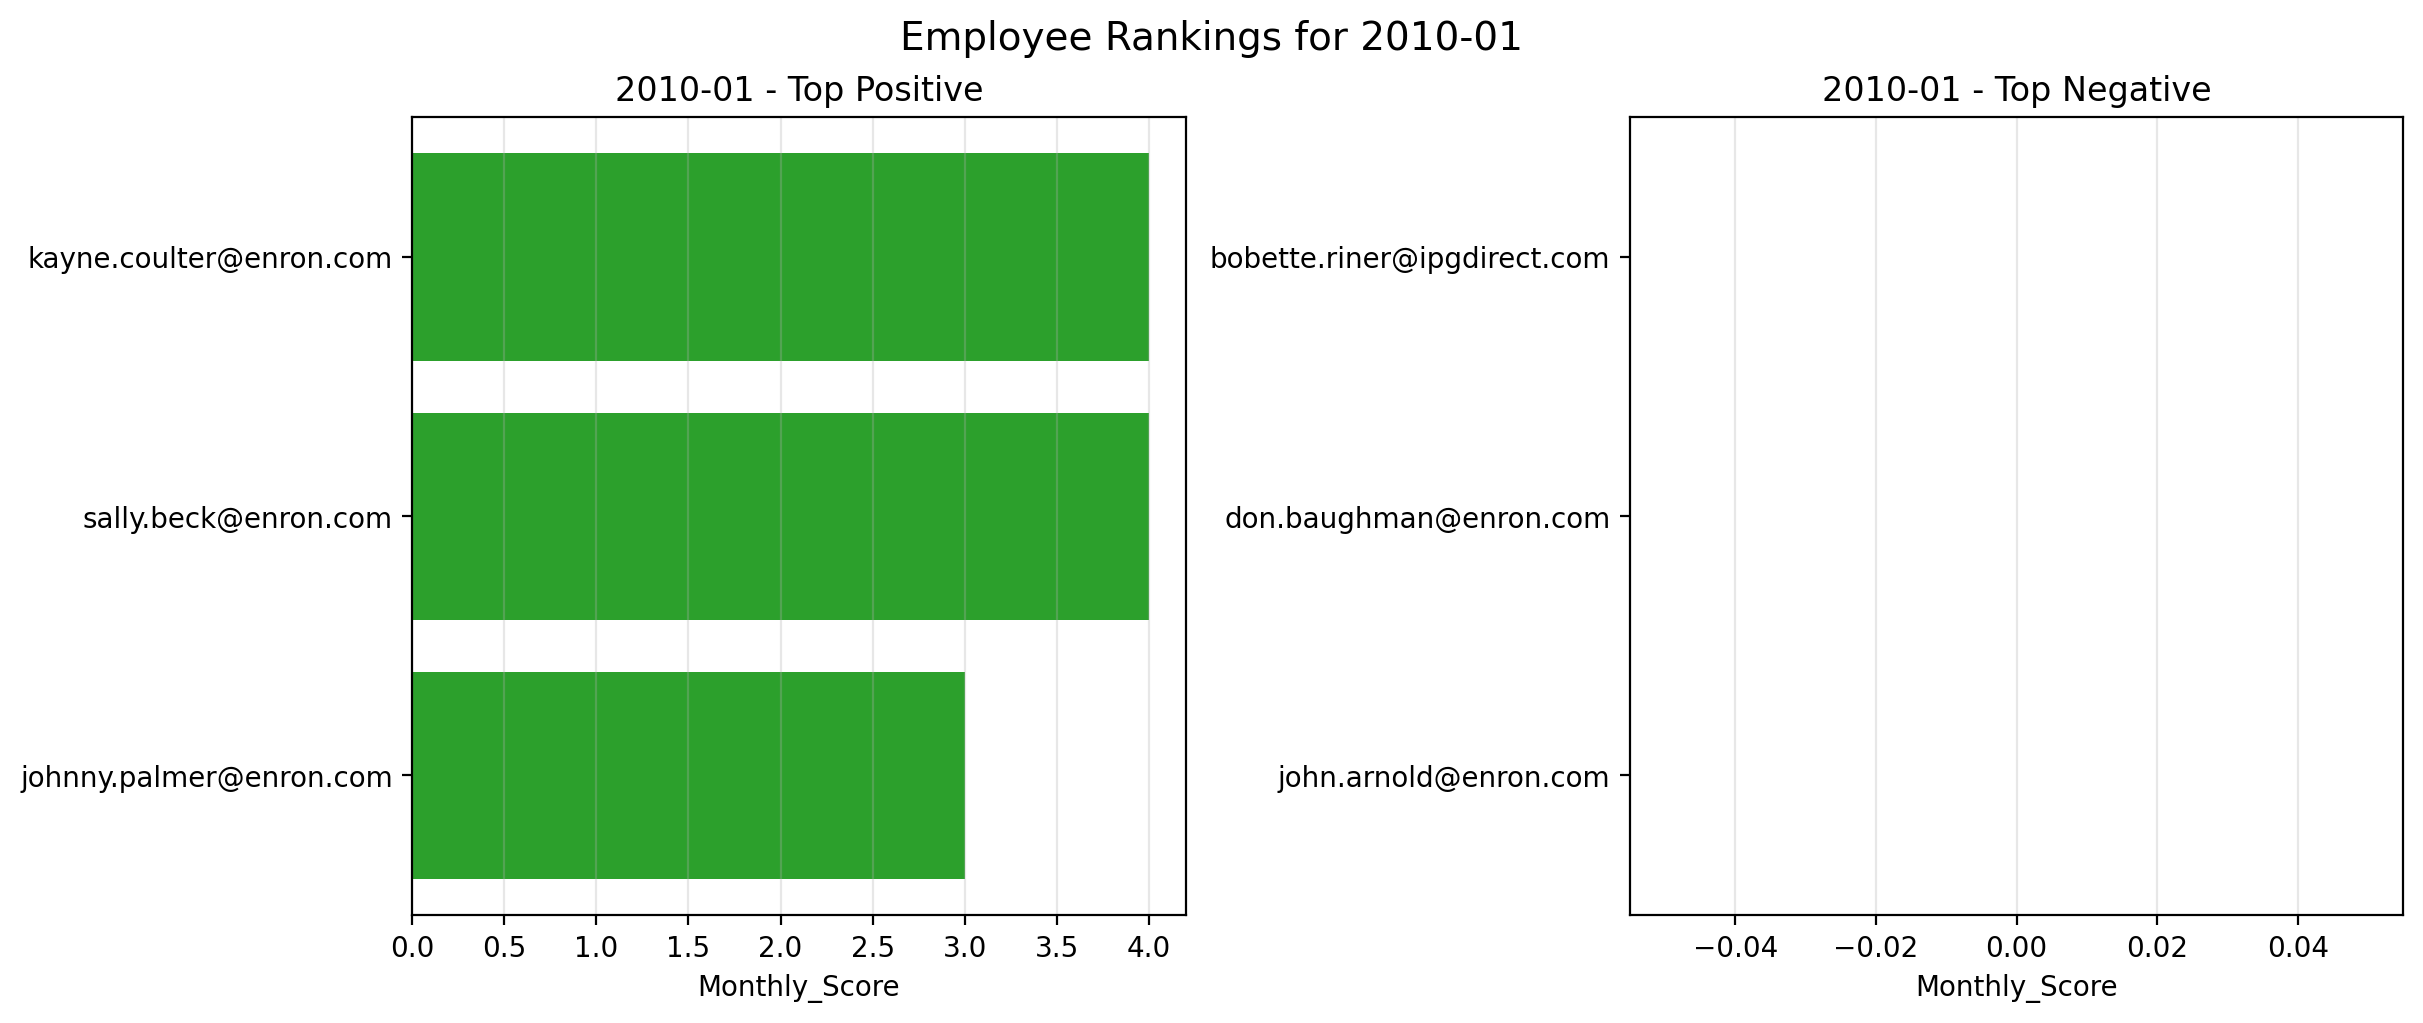 Employee Rankings for 2010-01
2010-01 - Top Positive
kayne.coulter@enron.com
sally.beck@enron.com
johnny.palmer@enron.com
0.0 0.5 1.0 1.5 2.0 2.5 3.0 3.5 4.0
Monthly_Score
2010-01 - Top Negative
bobette.riner@ipgdirect.com
don.baughman@enron.com
john.arnold@enron.com
−0.04 −0.02 0.00 0.02 0.04
Monthly_Score